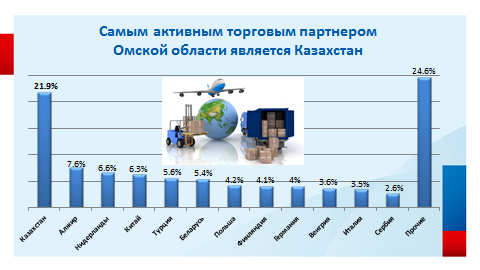 Самым активным торговым партнером
Омской области является Казахстан
21.9%
7.6%
6.6%
6.3%
5.6%
5.4%
4.2%
4.1%
4%
3.6%
3.5%
2.6%
24.6%
Казахстан
Алжир
Нидерланды
Китай
Турция
Беларусь
Польша
Финляндия
Германия
Венгрия
Италия
Сербия
Прочие